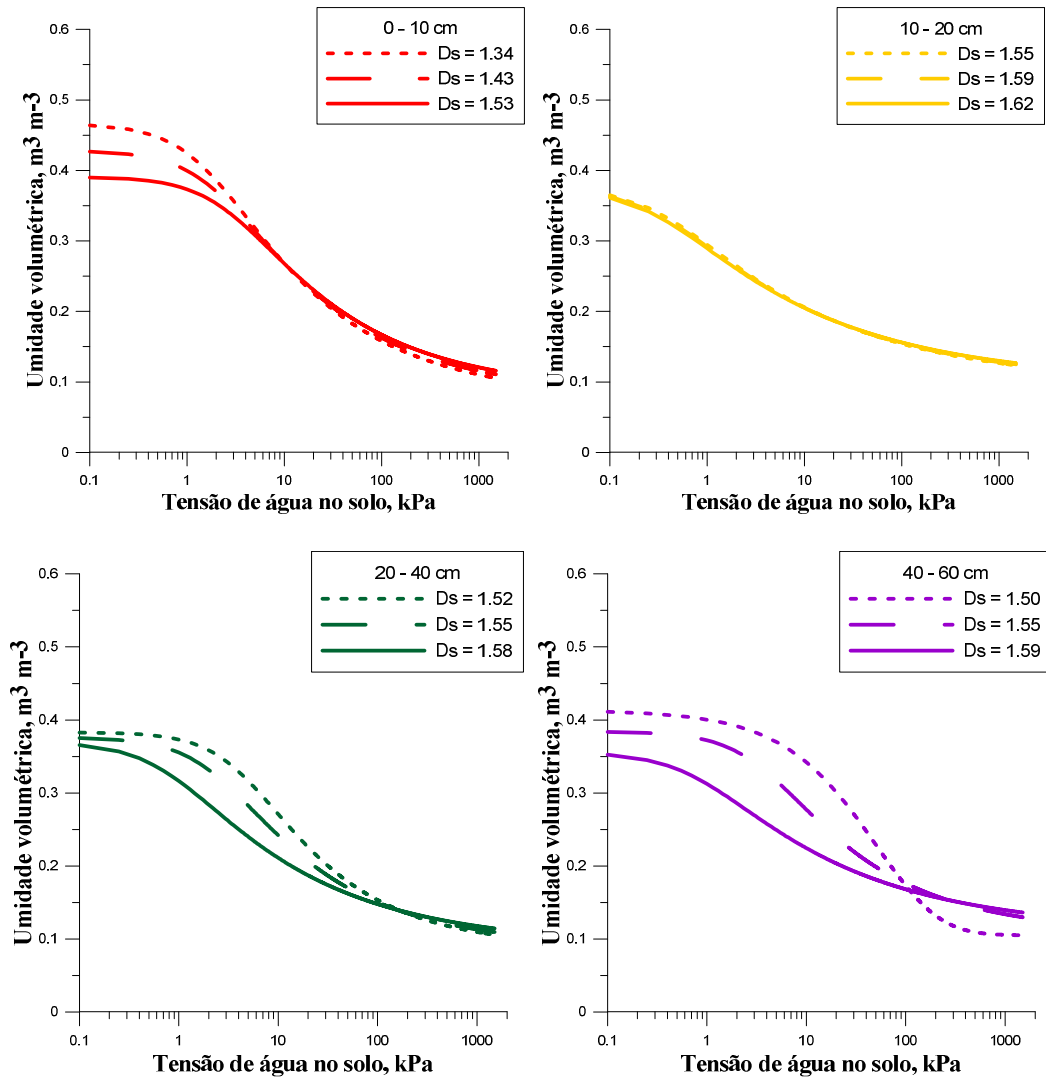 0 - 10 cm
Ds = 1.34
Ds = 1.43
Ds = 1.53
Umidade volumétrica, m3 m-3
0.6
0.5
0.4
0.3
0.2
0.1
0
0.1
1
10
100
1000
Tensão de água no solo, kPa
10 - 20 cm
Ds = 1.55
Ds = 1.59
Ds = 1.62
Umidade volumétrica, m3 m-3
0.6
0.5
0.4
0.3
0.2
0.1
0
0.1
1
10
100
1000
Tensão de água no solo, kPa
20 - 40 cm
Ds = 1.52
Ds = 1.55
Ds = 1.58
Umidade volumétrica, m3 m-3
0.6
0.5
0.4
0.3
0.2
0.1
0
0.1
1
10
100
1000
Tensão de água no solo, kPa
40 - 60 cm
Ds = 1.50
Ds = 1.55
Ds = 1.59
Umidade volumétrica, m3 m-3
0.6
0.5
0.4
0.3
0.2
0.1
0
0.1
1
10
100
1000
Tensão de água no solo, kPa